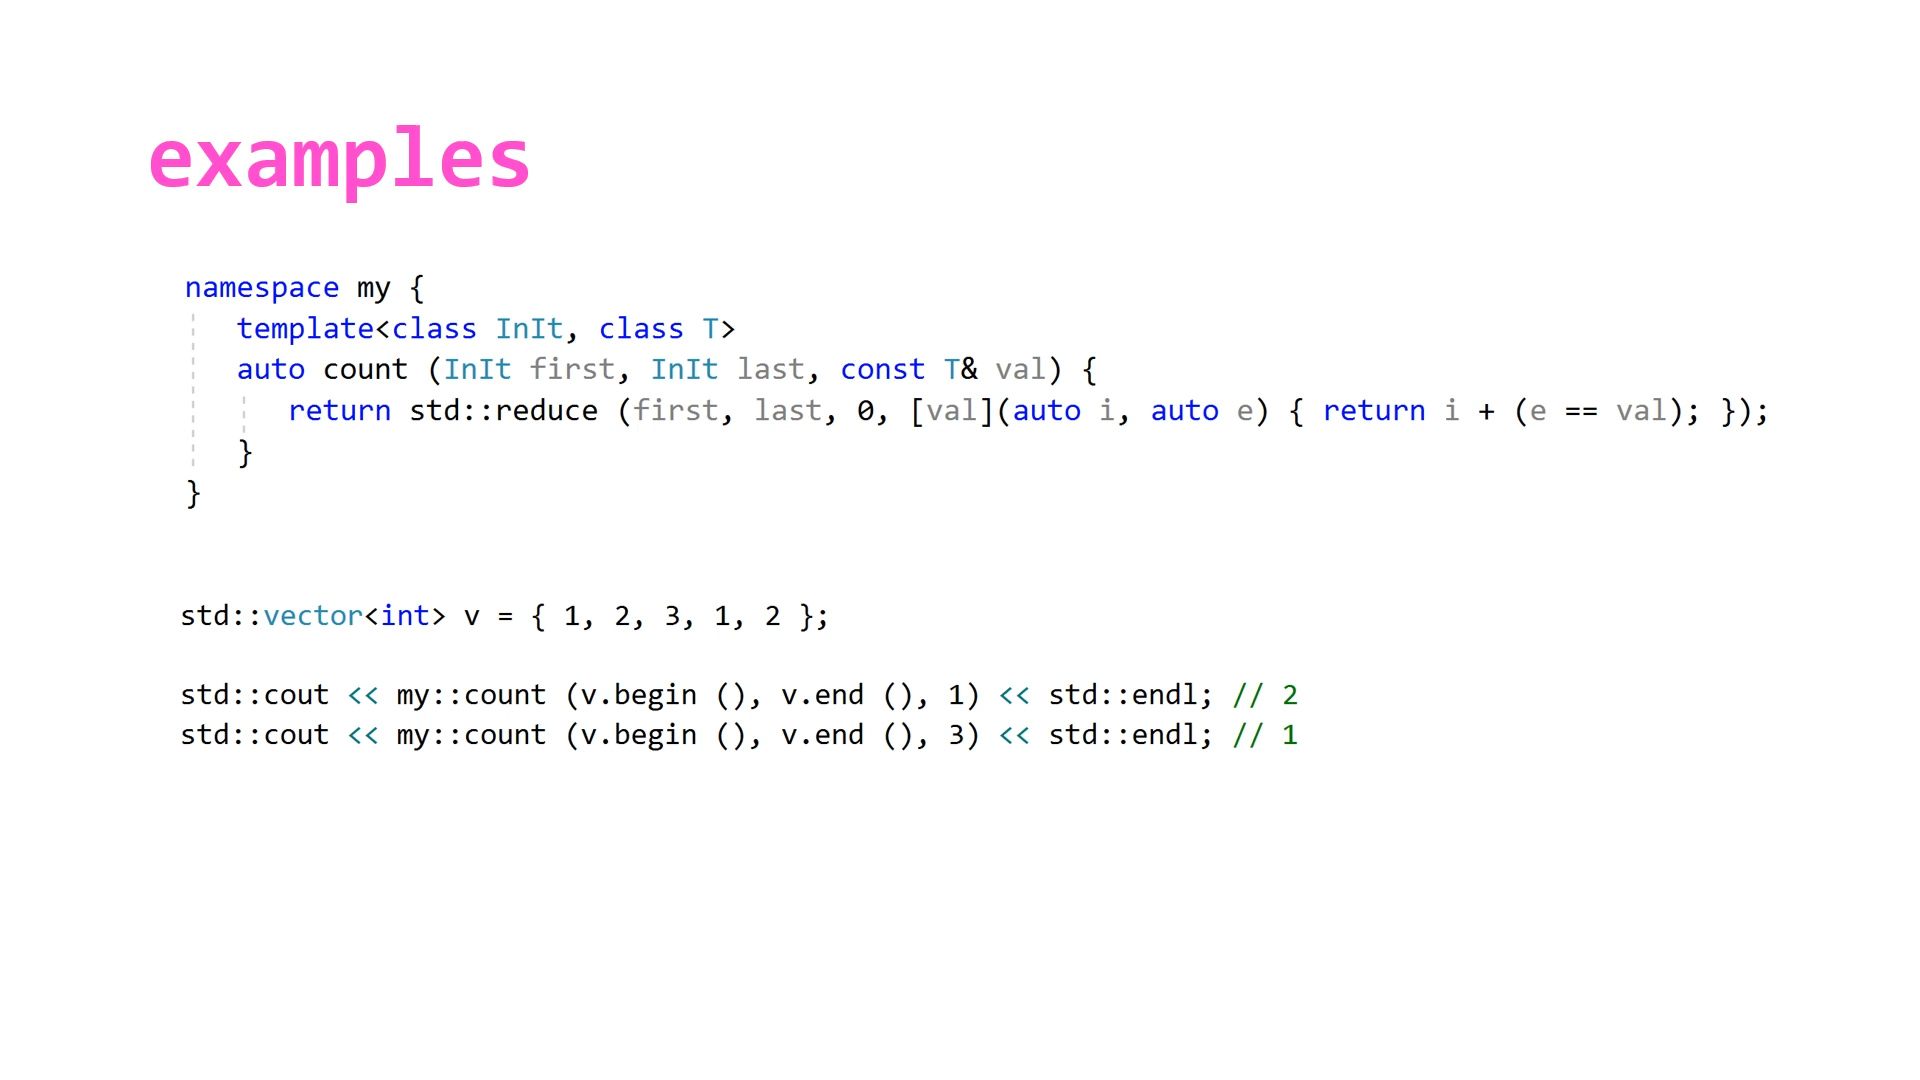 examples
namespace my {
template<class InIt, class T>
auto count (InIt first, InIt last, const T& val) {
return std::reduce (first, last, 0, [val](auto i, auto e) { return i + (e == val); });
}
}
std::vector<int> v = { 1, 2, 3, 1, 2 };
std::cout << my::count (v.begin (), v.end (), 1) << std::endl; // 2
std::cout << my::count (v.begin (), v.end (), 3) << std::endl; // 1